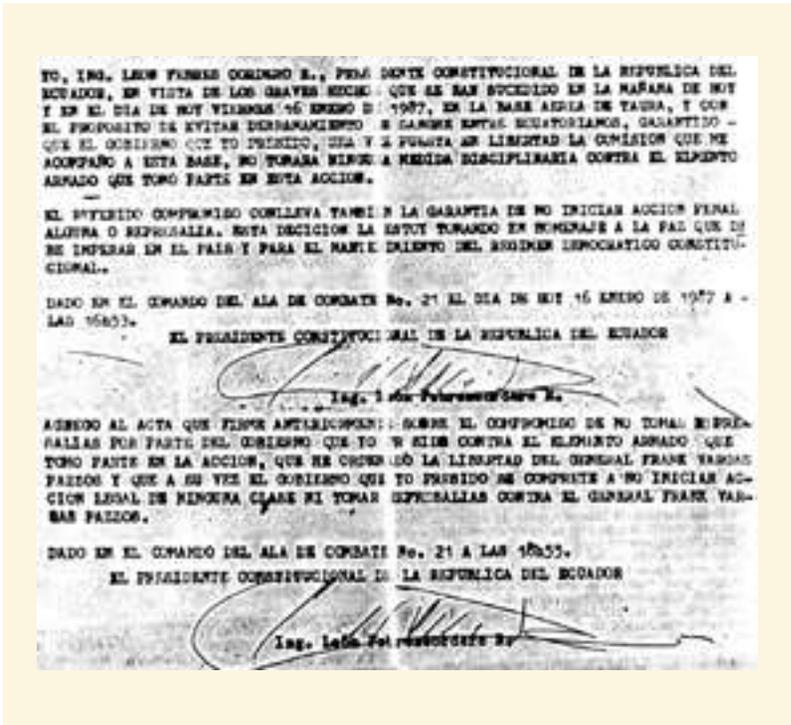 YO, ING. LEON FEBRES CORDERO R., PRESIDENTE CONSTITUCIONAL DE LA REPUBLICA DEL
ECUADOR, EN VISTA DE LOS GRAVES HECHOS QUE SE HAN SUCEDIDO EN LA MAÑANA DE HOY
Y EN EL DIA DE HOY VIERNES 16 ENERO DE 1987, EN LA BASE AEREA DE TAURA, Y CON
EL PROPOSITO DE EVITAR DERRAMAMIENTO DE SANGRE ENTRE ECUATORIANOS, GARANTIZO -
QUE EL GOBIERNO QUE YO PRESIDO, UNA VEZ PUESTA EN LIBERTAD LA COMISION QUE ME
ACOMPAÑO A ESTA BASE, NO TOMARA NINGUNA MEDIDA DISCIPLINARIA CONTRA EL ELEMENTO
ARMADO QUE TOMO PARTE EN ESTA ACCION.
EL REFERIDO COMPROMISO CONLLEVA TAMBIEN LA GARANTIA DE NO INICIAR ACCION PENAL
ALGUNA O REPRESALIA. ESTA DECICION LA ESTOY TOMANDO EN HOMENAJE A LA PAZ QUE DE
BE IMPERAR EN EL PAIS Y PARA EL MANTENIMIENTO DEL REGIMEN DEMOCRATICO CONSTITU-
CIONAL.-
DADO EN EL COMANDO DEL ALA DE COMBATE No. 21 EL DIA DE HOY 16 ENERO DE 1987 A -
LAS 16H53.
EL PRESIDENTE CONSTITUCIONAL DE LA REPUBLICA DEL ECUADOR
Ing. León Febrescordero R.
AGREGO AL ACTA QUE FIRME ANTERIORMENTE SOBRE EL COMPROMISO DE NO TOMAR REPRE-
SALIAS POR PARTE DEL GOBIERNO QUE YO PRESIDO CONTRA EL ELEMENTO ARMADO QUE
TOMO PARTE EN LA ACCION, QUE HE ORDENADO LA LIBERTAD DEL GENERAL FRANK VARGAS
PAZZOS Y QUE A SU VEZ EL GOBIERNO QUE YO PRESIDO SE COMPRETE A NO INICIAR AC-
CION LEGAL DE NINGUNA CLASE NI TOMAR REPRESALIAS CONTRA EL GENERAL FRANK VAR-
GAS PAZZOS.
DADO EN EL COMANDO DEL ALA DE COMBATE No. 21 A LAS
EL PRESIDENTE CONSTITUCIONAL DE LA REPUBLICA DEL ECUADOR
Ing. León Febrescordero R.